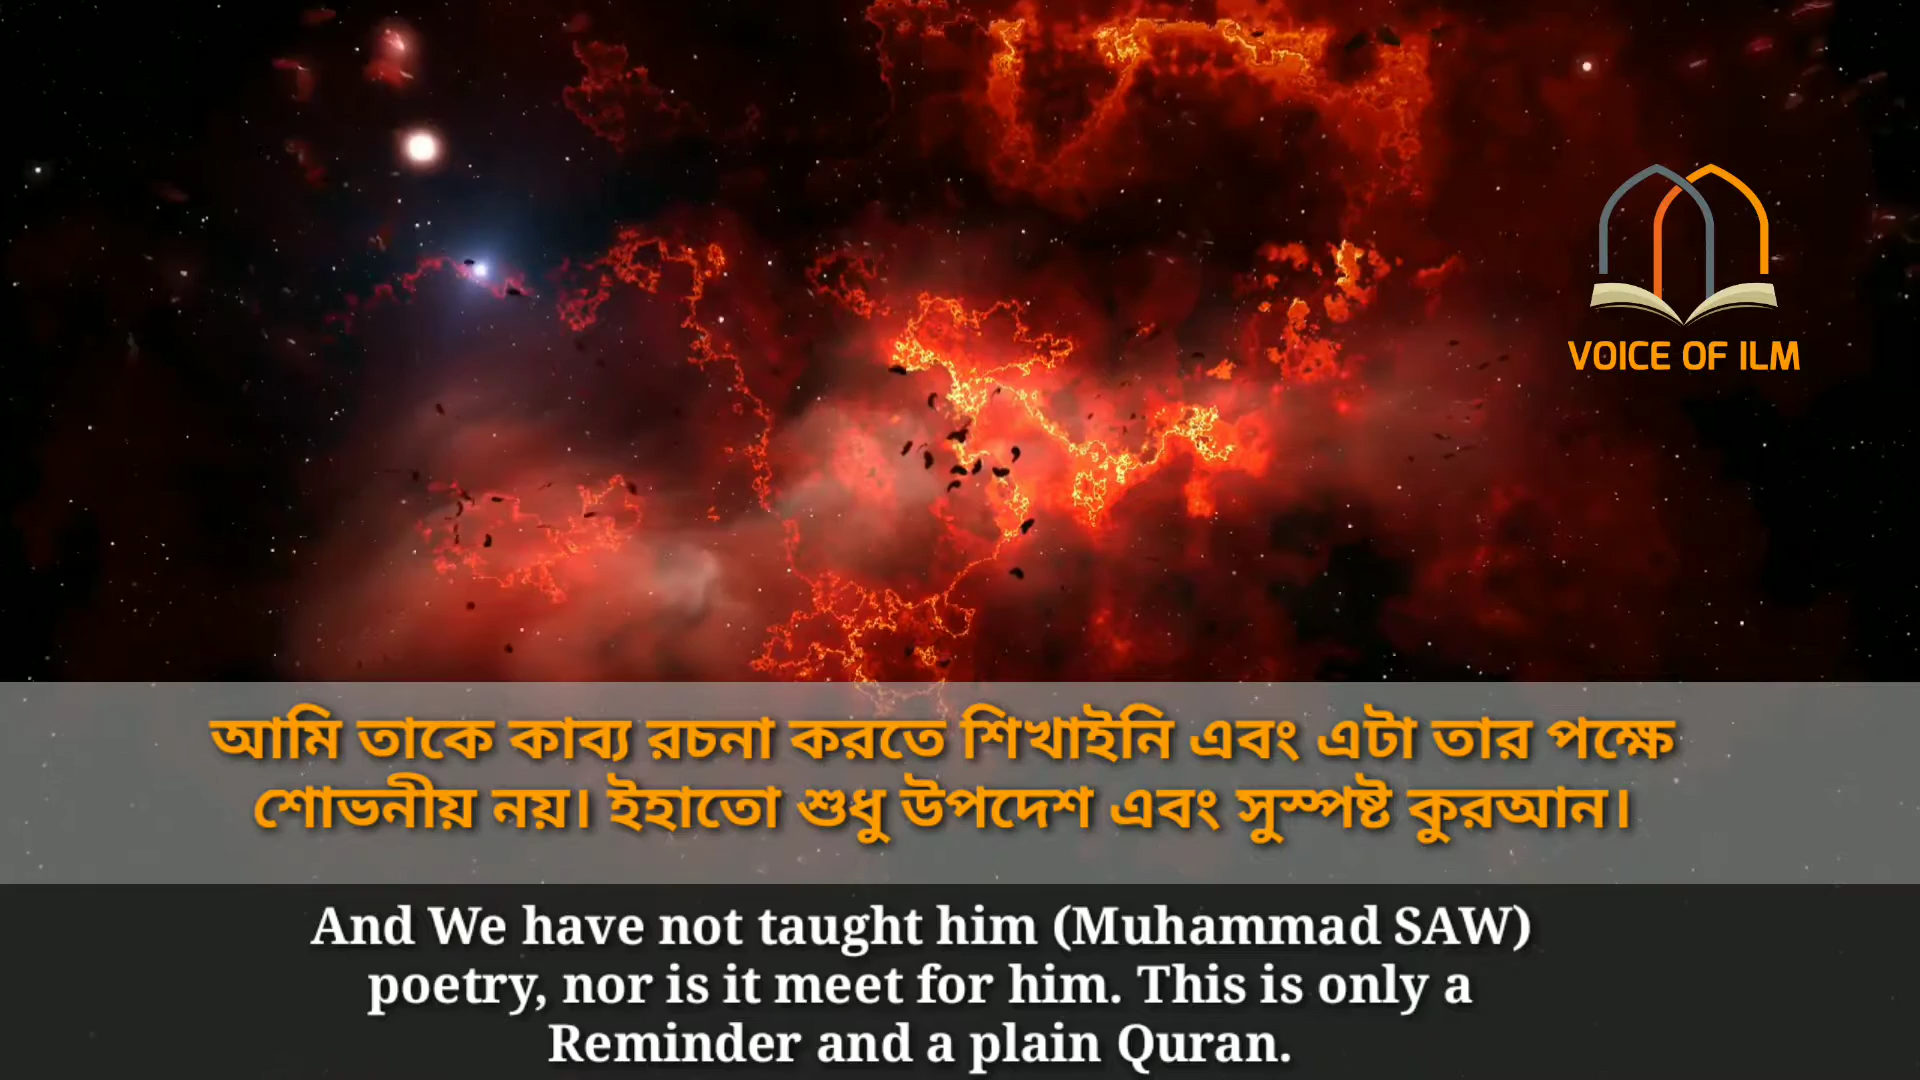 VOICE OF ILM
আমি তাকে কাব্য রচনা করতে শিখাইনি এবং এটা তার পক্ষে
শোভনীয় নয়। ইহাতো শুধু উপদেশ এবং সুস্পষ্ট কুরআন।
And We have not taught him (Muhammad SAW)
poetry, nor is it meet for him. This is only a
Reminder and a plain Quran.